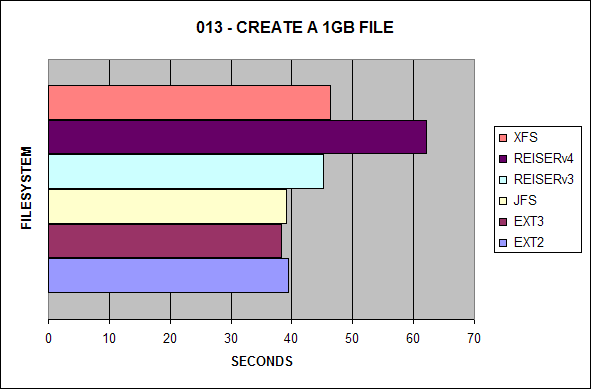 013 - CREATE A 1GB FILE
FILESYSTEM
XFS
REISERv4
REISERv3
JFS
EXT3
EXT2
0 10 20 30 40 50 60 70
SECONDS